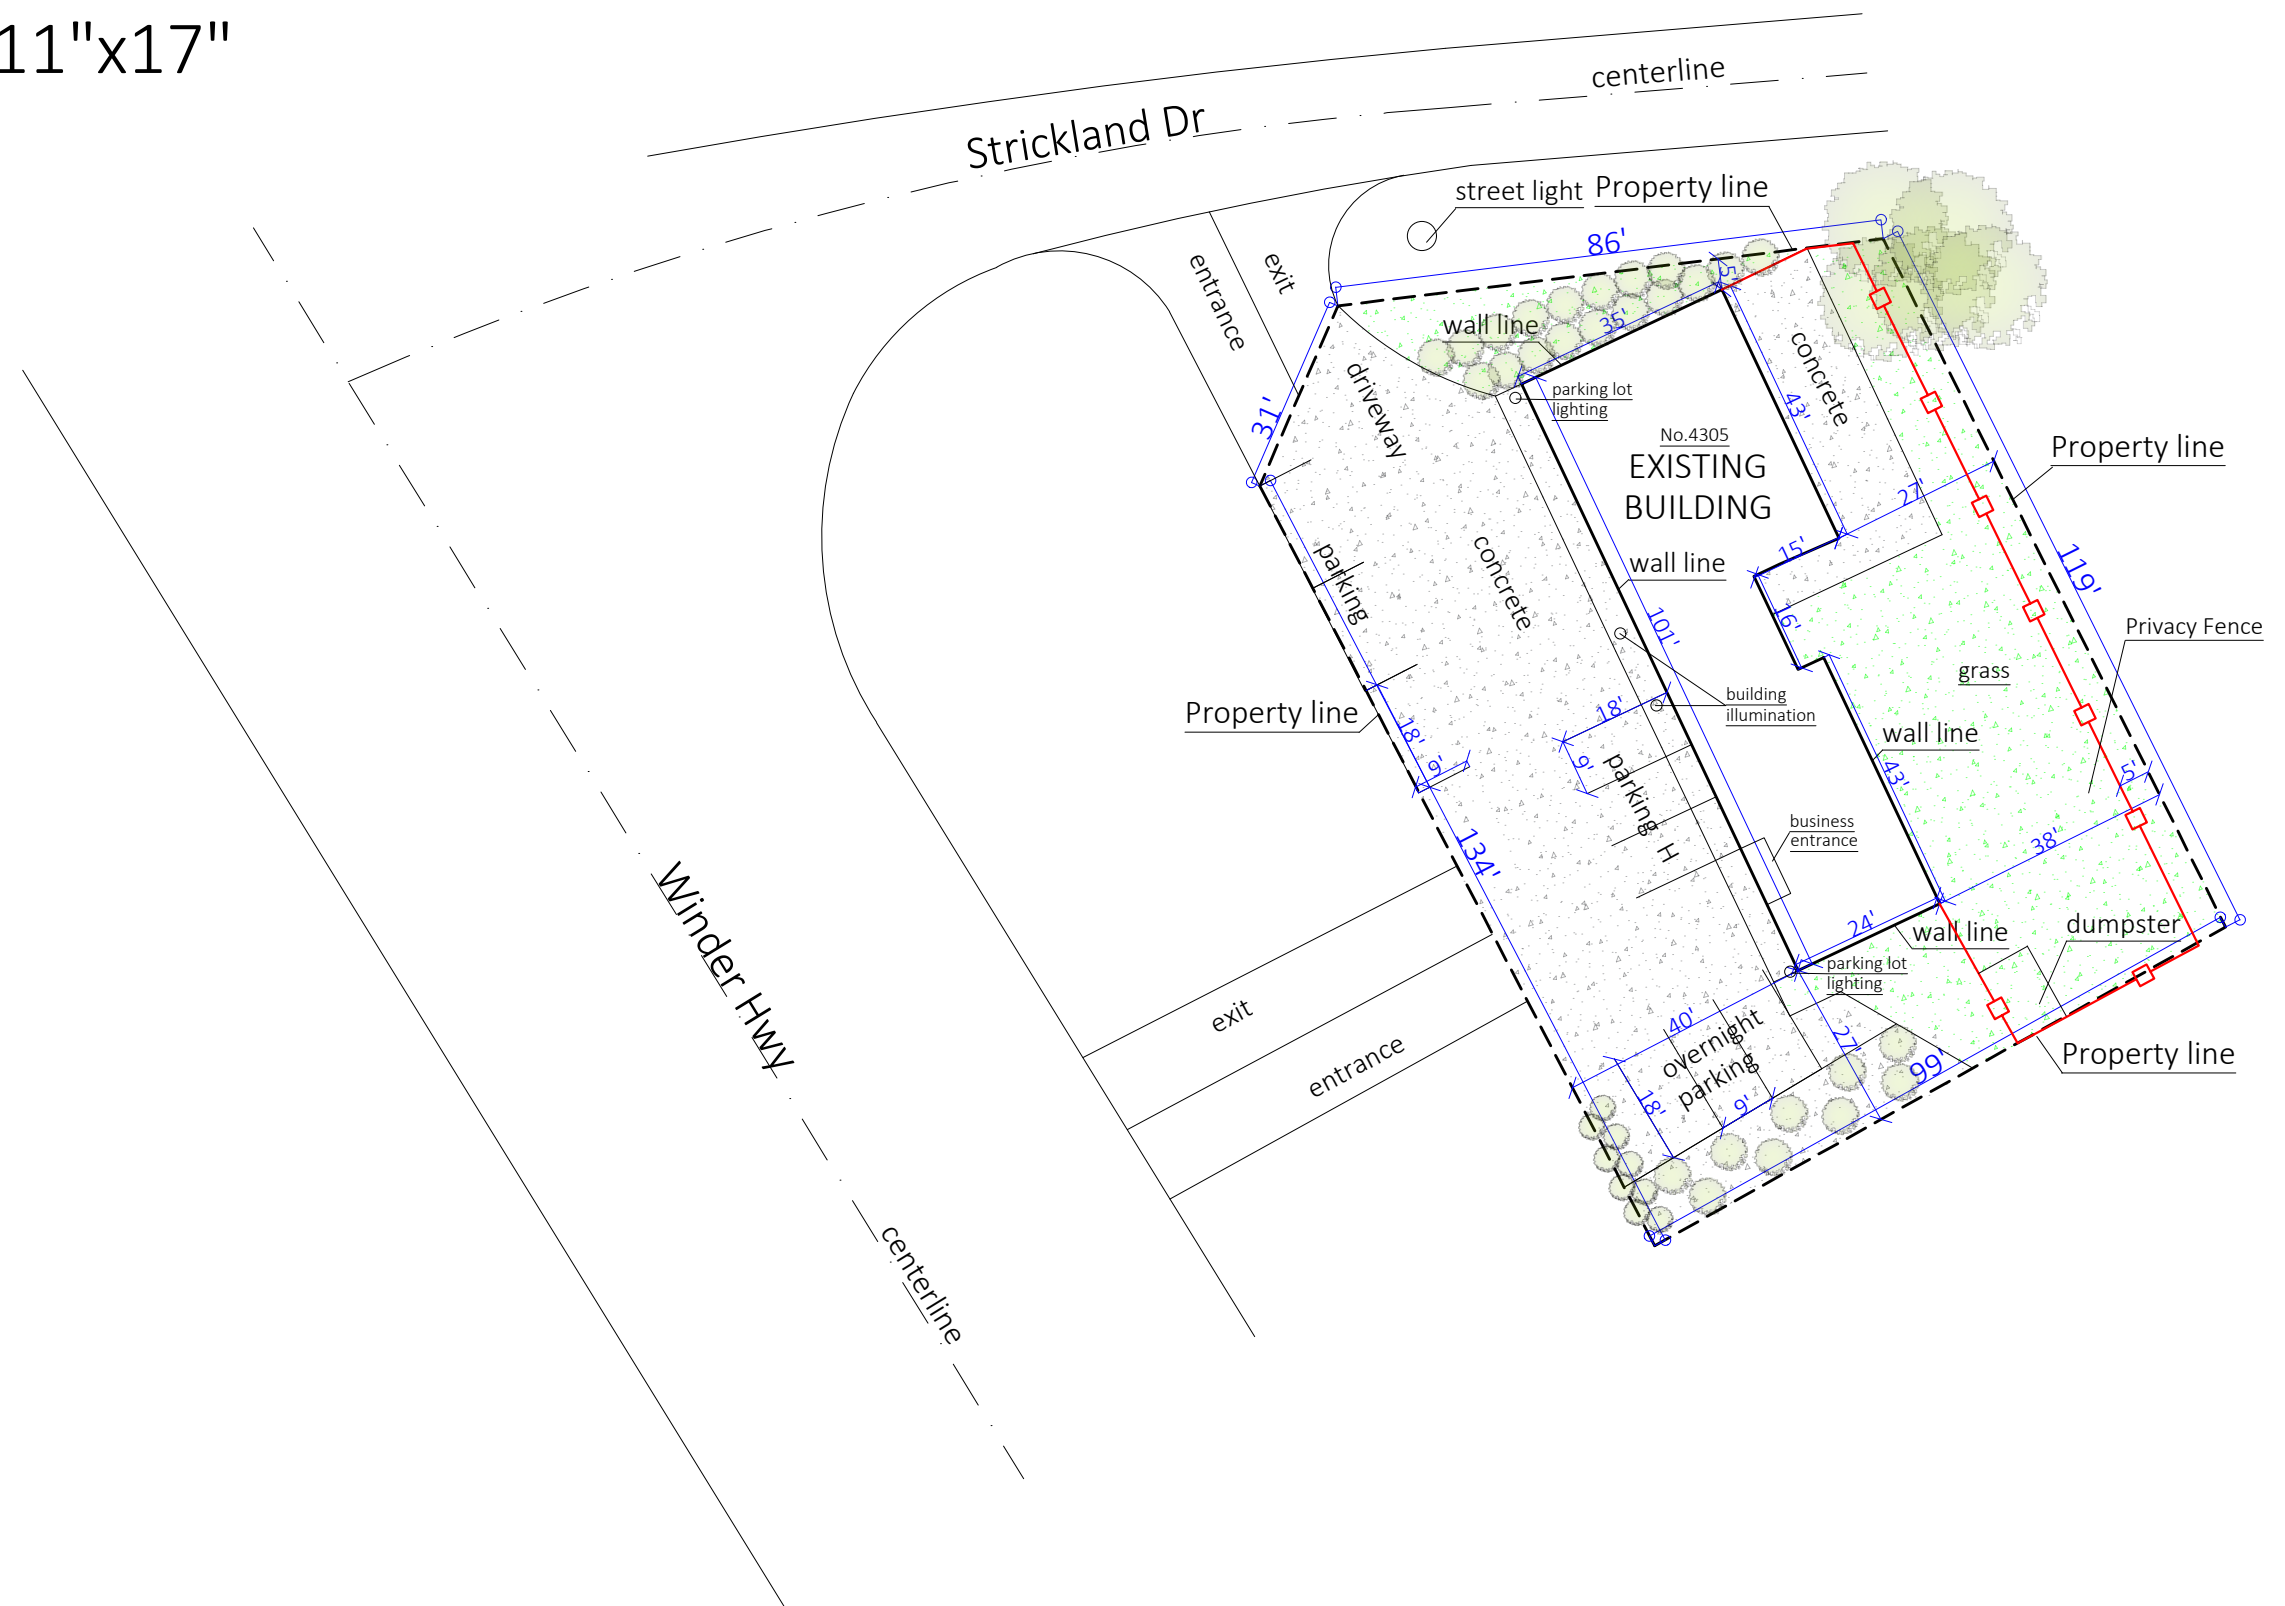 11"x17"
centerline
Strickland Dr
street light
Property line
86'
entrance
exit
5'
wall line
35'
driveway
concrete
parking lot
lighting
43'
31'
No.4305
EXISTING
BUILDING
Property line
27'
concrete
parking
15'
wall line
119'
16'
101'
Privacy Fence
grass
building
illumination
18'
Property line
18'
wall line
9'
9'
43'
5'
parking
H
134'
business
entrance
38'
24'
wall line
dumpster
Winder Hwy
parking lot
lighting
exit
40'
overnight
parking
27'
entrance
99'
Property line
18'
9'
centerline